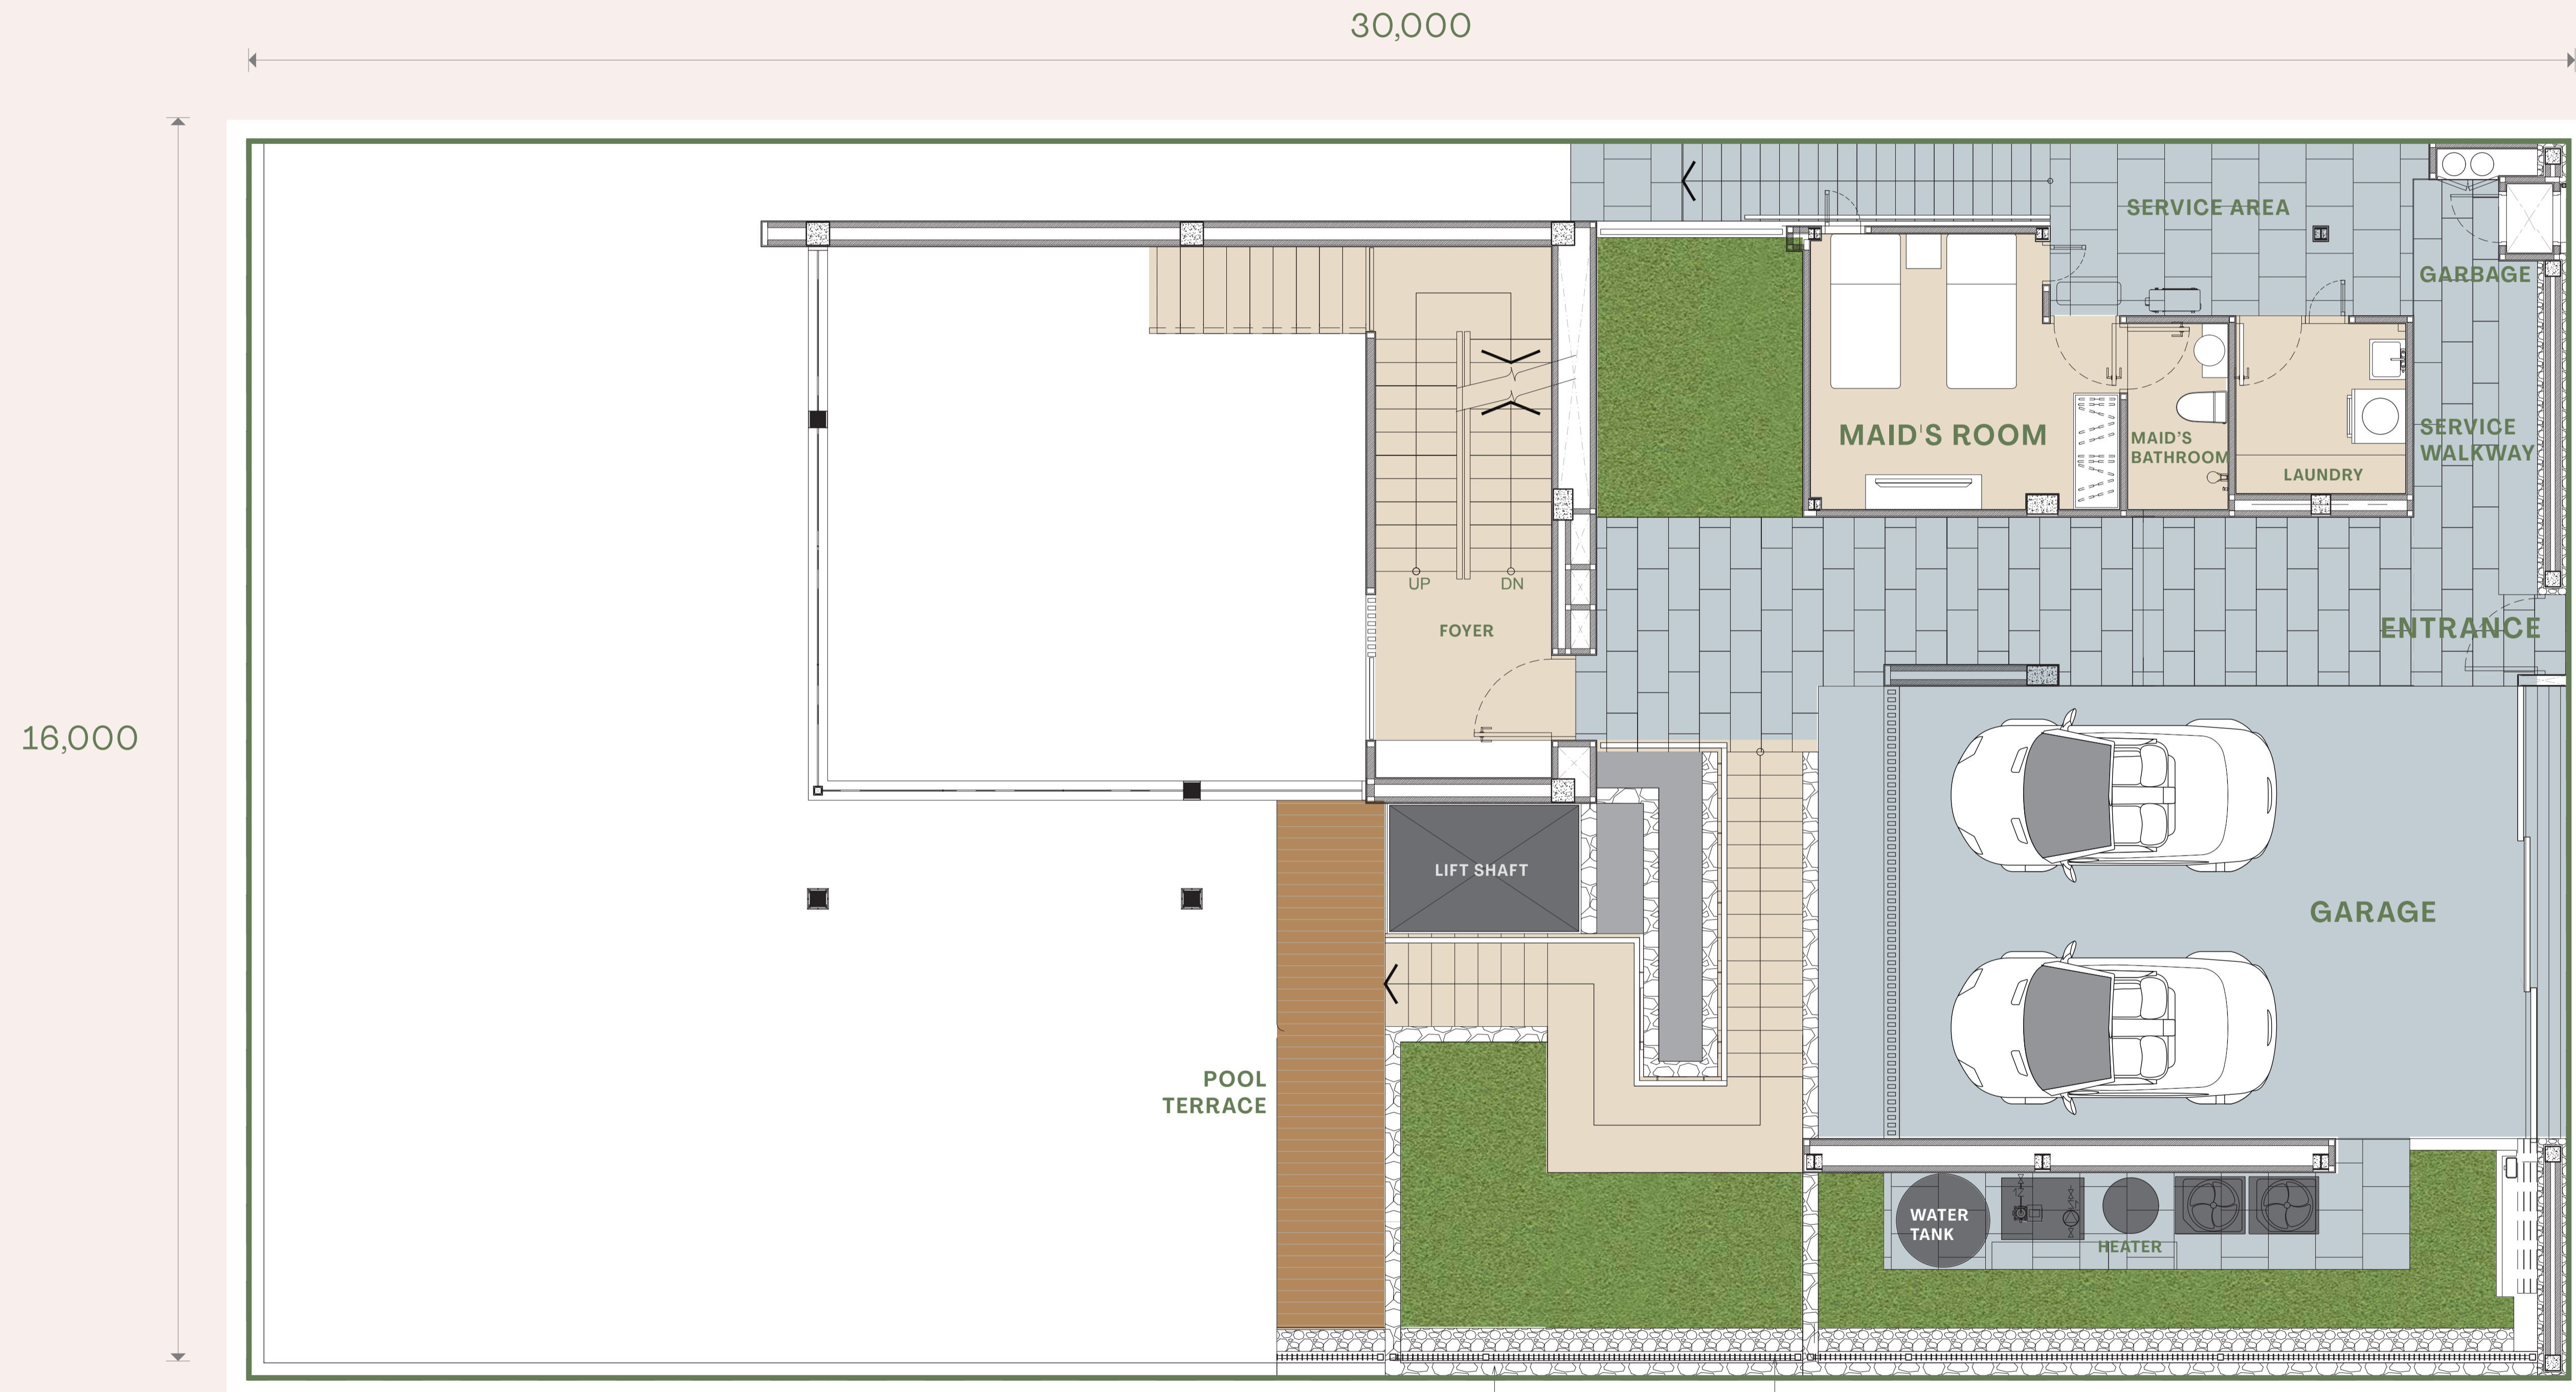 30,000
16,000
SERVICE AREA
GARBAGE
MAID'S ROOM
MAID'S
BATHROOM
LAUNDRY
SERVICE
WALKWAY
UP
DN
FOYER
ENTRANCE
LIFT SHAFT
GARAGE
POOL
TERRACE
WATER
TANK
HEATER